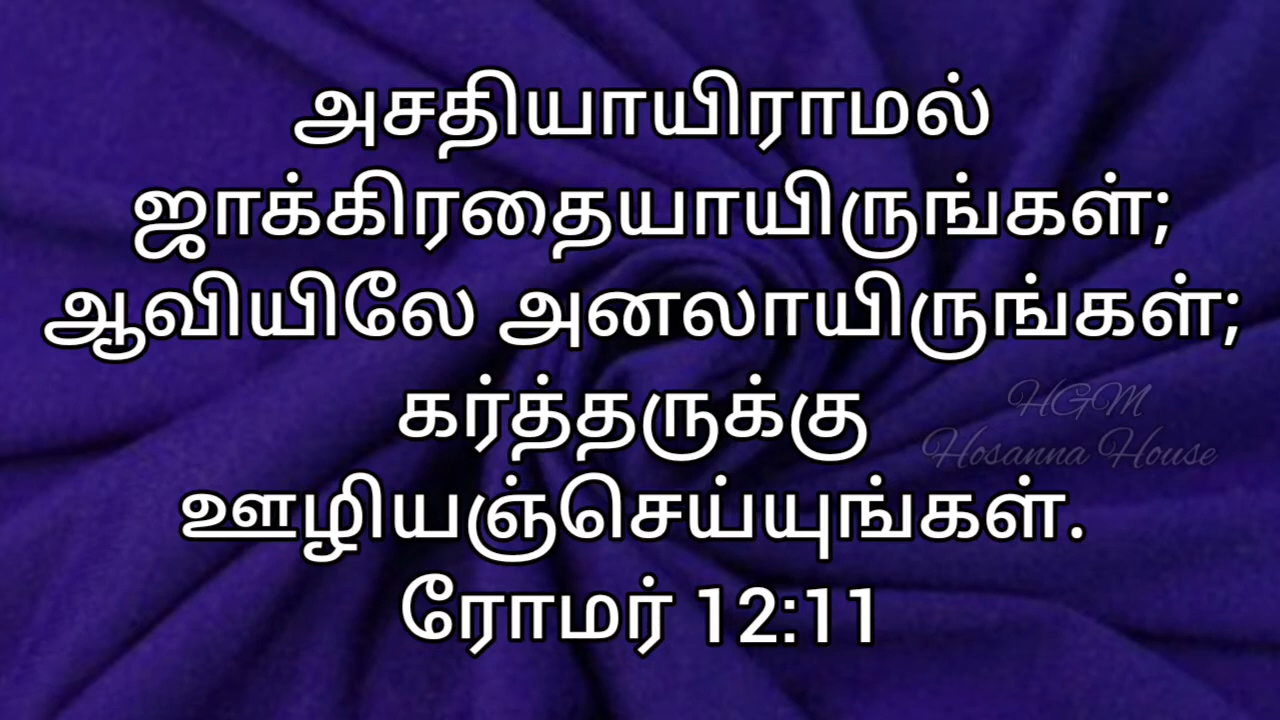 அசதியாயிராமல்
ஜாக்கிரதையாயிருங்கள்;
ஆவியிலே அனலாயிருங்கள்;
கர்த்தருக்கு
ஊழியஞ்செய்யுங்கள்.
ரோமர் 12:11
HGM
Hosanna House